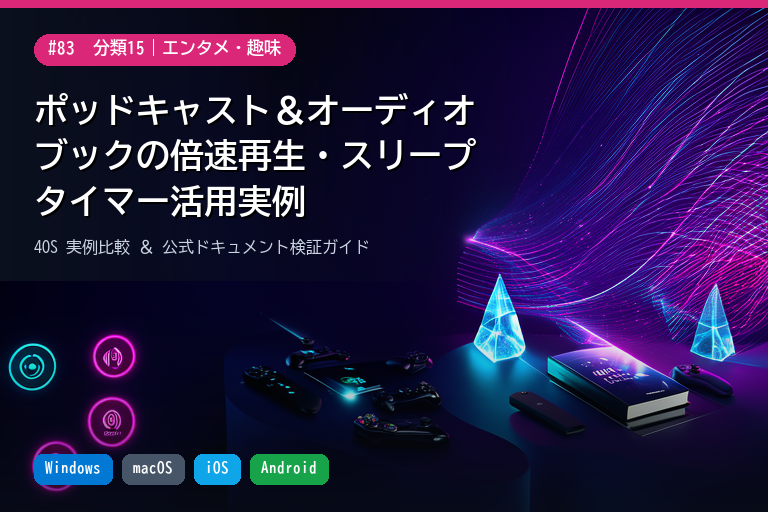 #83 分類15｜エンタメ・趣味
ポッドキャスト＆オーディオ
ブックの倍速再生・スリープ
タイマー活用実例
4OS 実例比較 ＆ 公式ドキュメント検証ガイド
Windows macOS iOS Android